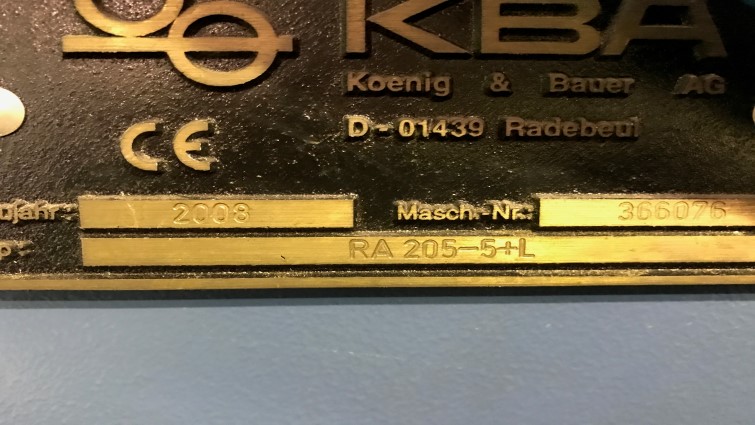 KBA
Koenig & Bauer AG
D-01439 Radebeul
CE
ujahr: 2008 Masch.-Nr.: 366076
p: RA 205-5+L